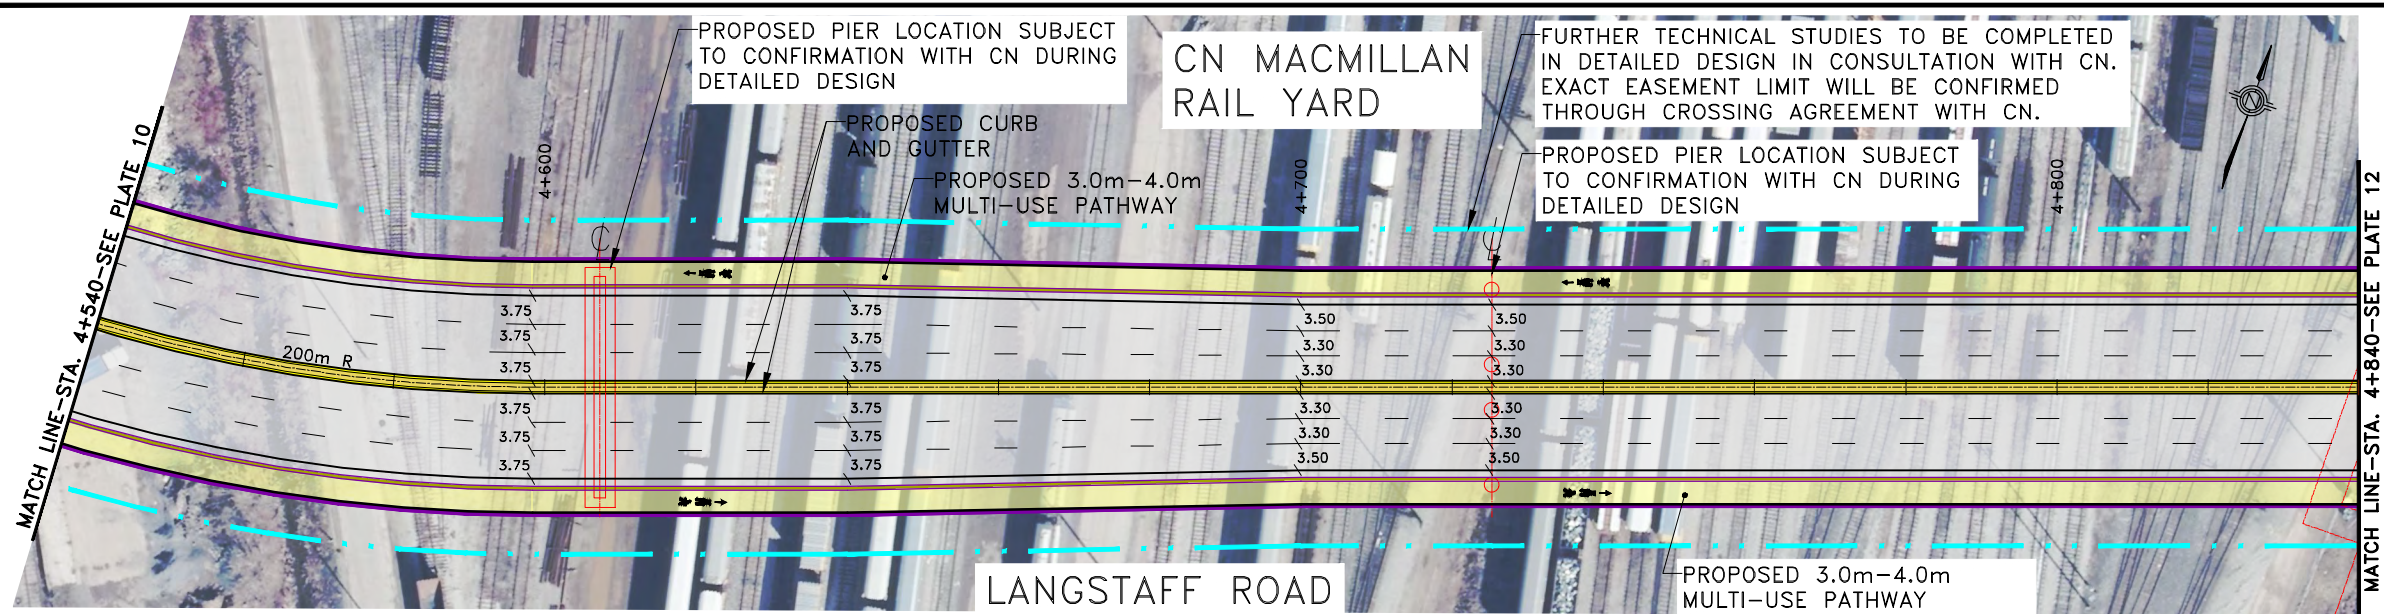 PROPOSED PIER LOCATION SUBJECT
TO CONFIRMATION WITH CN DURING
DETAILED DESIGN
CN MACMILLAN
RAIL YARD
FURTHER TECHNICAL STUDIES TO BE COMPLETED
IN DETAILED DESIGN IN CONSULTATION WITH CN.
EXACT EASEMENT LIMIT WILL BE CONFIRMED
THROUGH CROSSING AGREEMENT WITH CN.
PROPOSED CURB
AND GUTTER
PROPOSED 3.0m-4.0m
MULTI-USE PATHWAY
PROPOSED PIER LOCATION SUBJECT
TO CONFIRMATION WITH CN DURING
DETAILED DESIGN
4+600
4+700
4+800
N
MATCH LINE-STA. 4+540-SEE PLATE 10
MATCH LINE-STA. 4+840-SEE PLATE 12
200m R
3.75
3.75
3.75
3.75
3.75
3.75
3.75
3.75
3.75
3.75
3.75
3.75
3.50
3.30
3.30
3.30
3.30
3.50
3.50
3.30
3.30
3.30
3.30
3.50
LANGSTAFF ROAD
PROPOSED 3.0m-4.0m
MULTI-USE PATHWAY